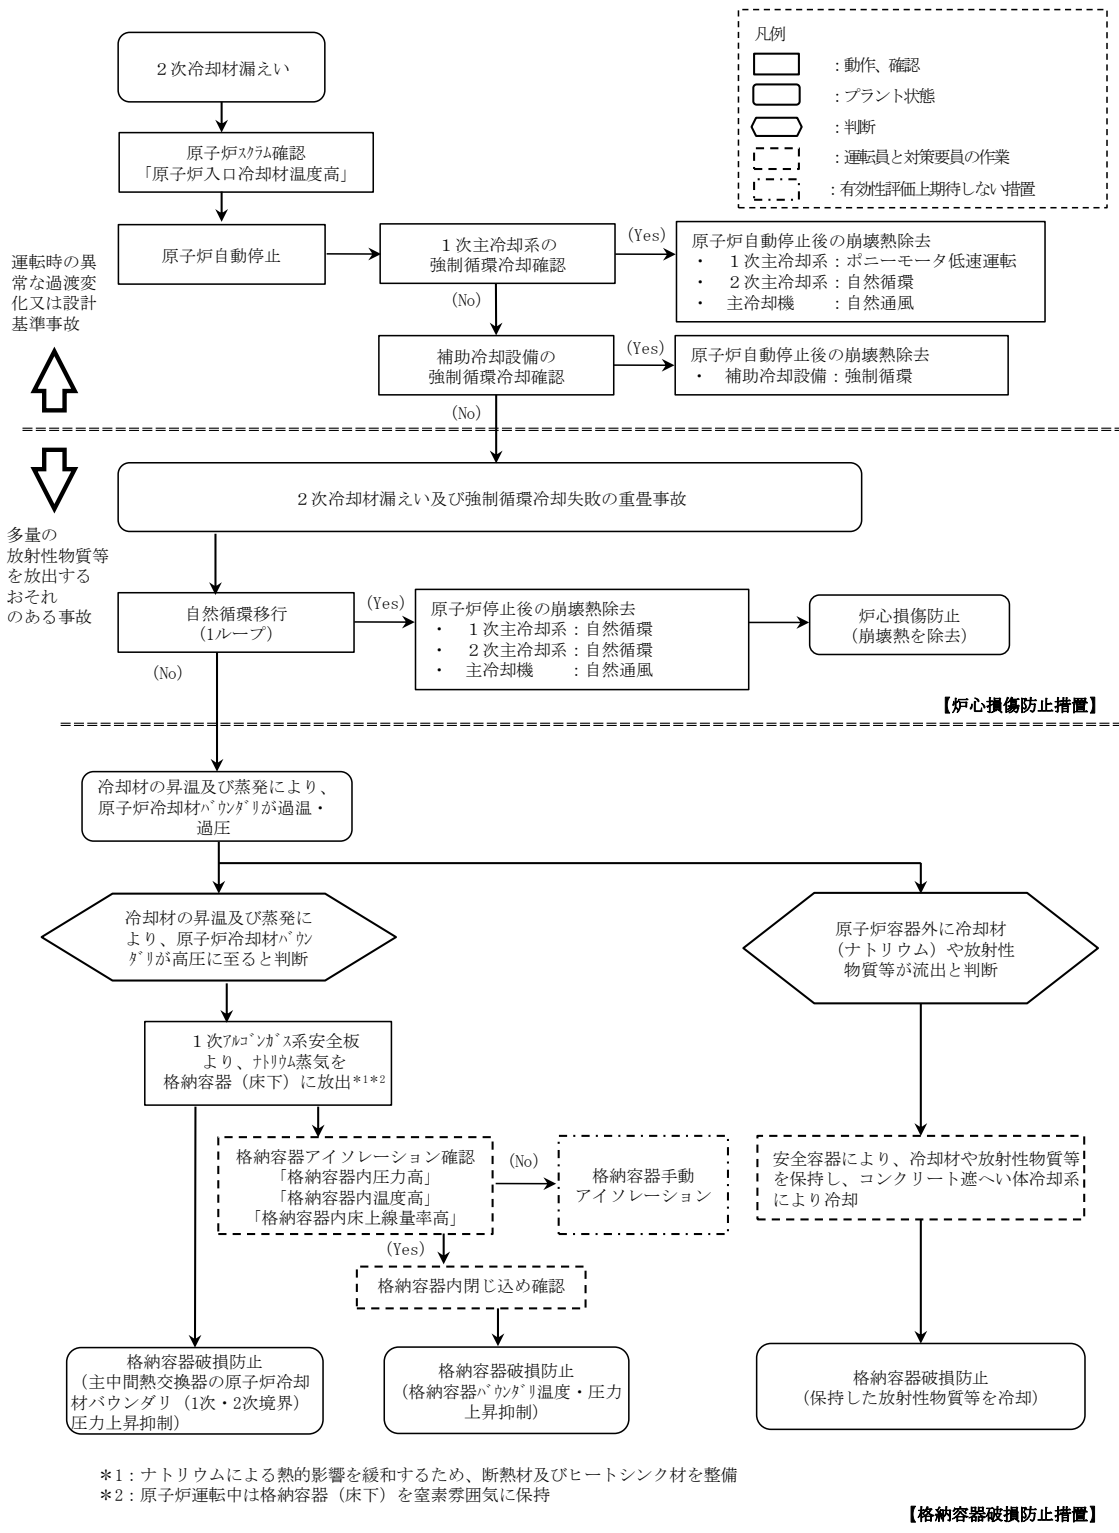 凡例
：動作、確認
：プラント状態
：判断
：運転員と対策要員の作業
：有効性評価上期待しない措置
２次冷却材漏えい
原子炉ｽｸﾗﾑ確認
「原子炉入口冷却材温度高」
原子炉自動停止
１次主冷却系の
強制循環冷却確認
(Yes)
原子炉自動停止後の崩壊熱除去
・　１次主冷却系：ポニーモータ低速運転
・　２次主冷却系：自然循環
・　主冷却機　　：自然通風
(No)
運転時の異
常な過渡変
化又は設計
基準事故
補助冷却設備の
強制循環冷却確認
(Yes)
原子炉自動停止後の崩壊熱除去
・　補助冷却設備：強制循環
(No)
２次冷却材漏えい及び強制循環冷却失敗の重畳事故
多量の
放射性物質等
を放出する
おそれ
のある事故
自然循環移行
(1ループ)
(Yes)
原子炉停止後の崩壊熱除去
・　１次主冷却系：自然循環
・　２次主冷却系：自然循環
・　主冷却機　　：自然通風
炉心損傷防止
(崩壊熱を除去)
(No)
【炉心損傷防止措置】
冷却材の昇温及び蒸発により、
原子炉冷却材ﾊﾞｳﾝﾀﾞﾘが過温・
過圧
冷却材の昇温及び蒸発に
より、原子炉冷却材ﾊﾞｳﾝ
ﾀﾞﾘが高圧に至ると判断
原子炉容器外に冷却材
（ナトリウム）や放射性
物質等が流出と判断
１次ｱﾙｺﾞﾝｶﾞｽ系安全板
より、ﾅﾄﾘｳﾑ蒸気を
格納容器（床下）に放出*1*2
格納容器アイソレーション確認
「格納容器内圧力高」
「格納容器内温度高」
「格納容器内床上線量率高」
(No)
格納容器手動
アイソレーション
安全容器により、冷却材や放射性物質等
を保持し、コンクリート遮へい体冷却系
により冷却
(Yes)
格納容器内閉じ込め確認
格納容器破損防止
（主中間熱交換器の原子炉冷却
材バウンダリ（1次・2次境界）
圧力上昇抑制）
格納容器破損防止
（格納容器ﾊﾞｳﾝﾀﾞﾘ温度・圧力
上昇抑制）
格納容器破損防止
（保持した放射性物質等を冷却）
＊1：ナトリウムによる熱的影響を緩和するため、断熱材及びヒートシンク材を整備
＊2：原子炉運転中は格納容器（床下）を窒素雰囲気に保持
【格納容器破損防止措置】